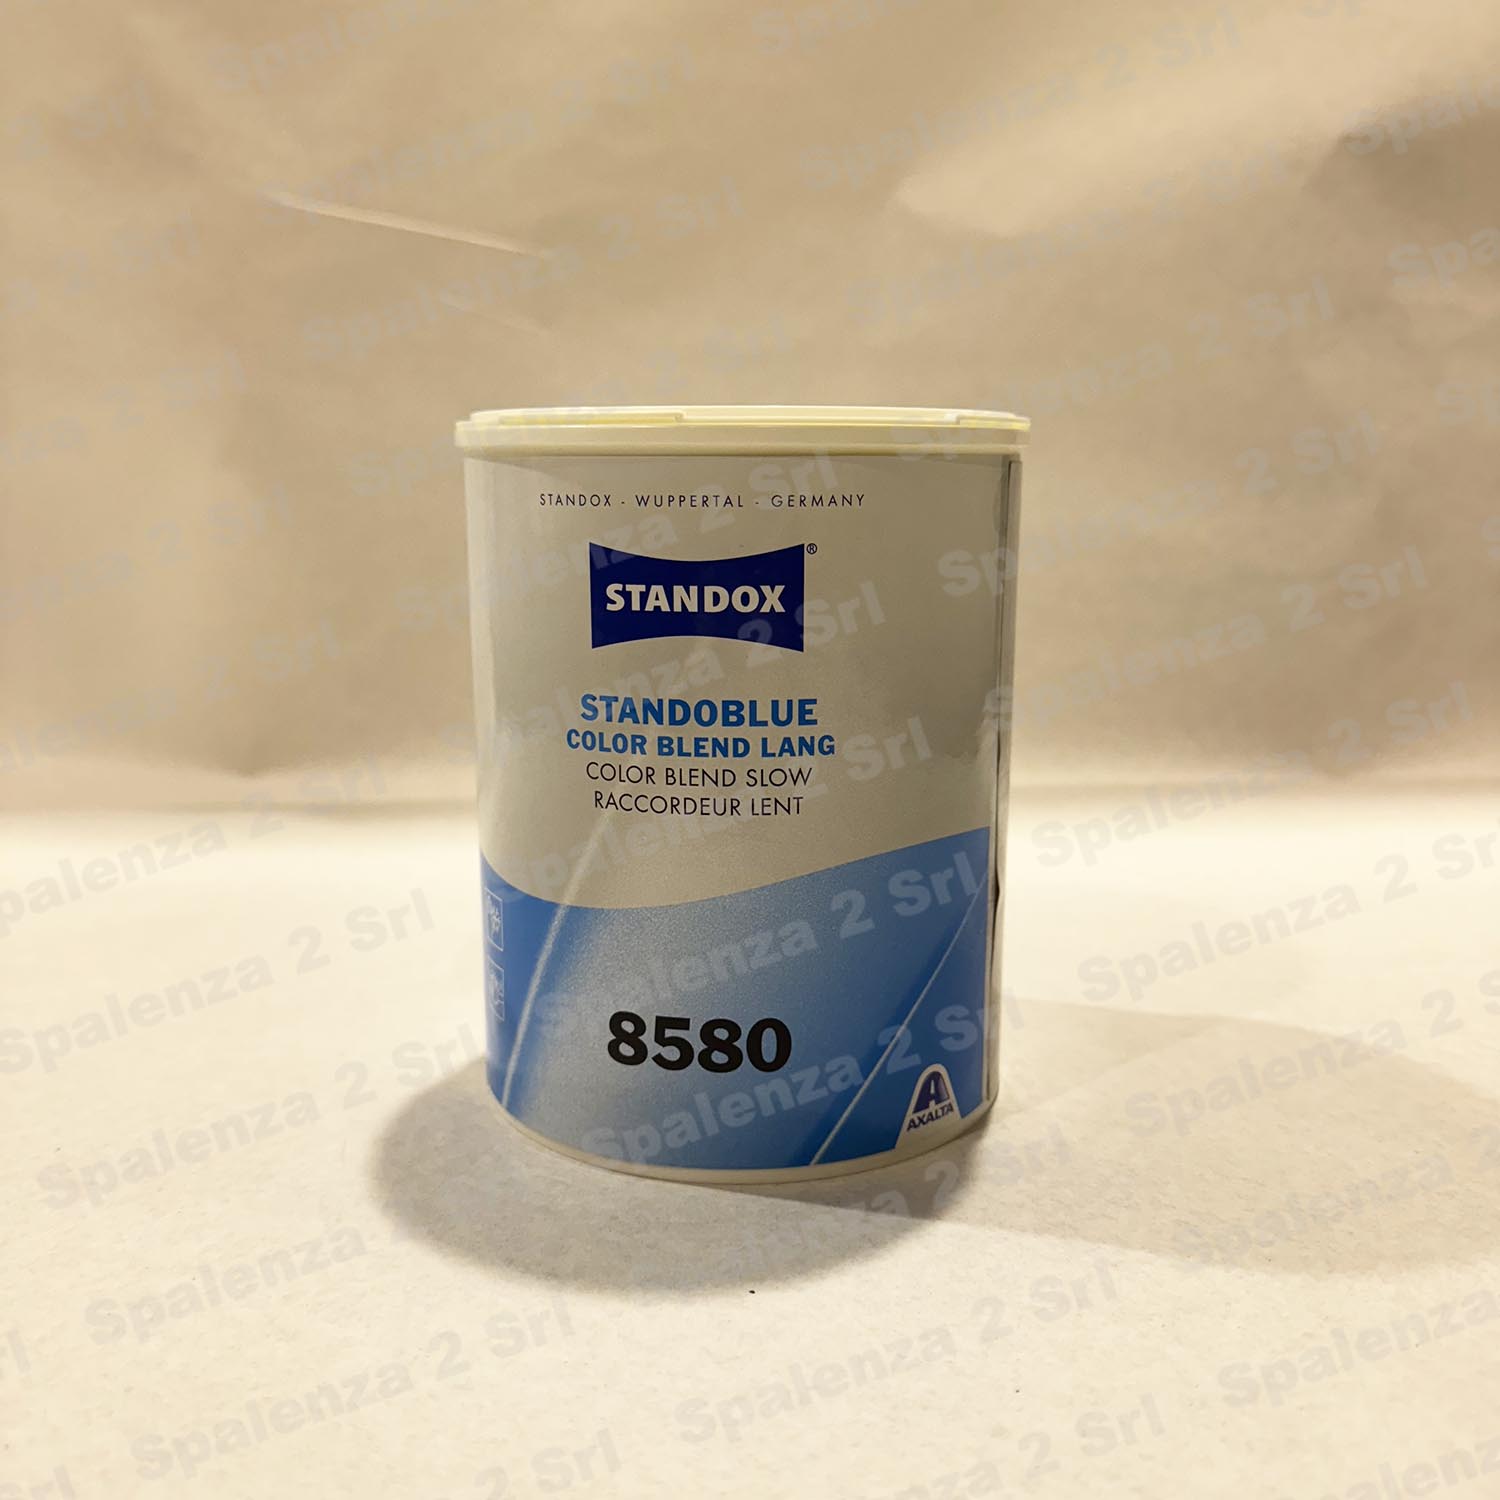 STANDOX - WUPPERTAL - GERMANY
STANDOX®
STANDOBLUE
COLOR BLEND LANG
COLOR BLEND SLOW
RACCORDEUR LENT
8580
A
AXALTA
Spalenza 2 Srl